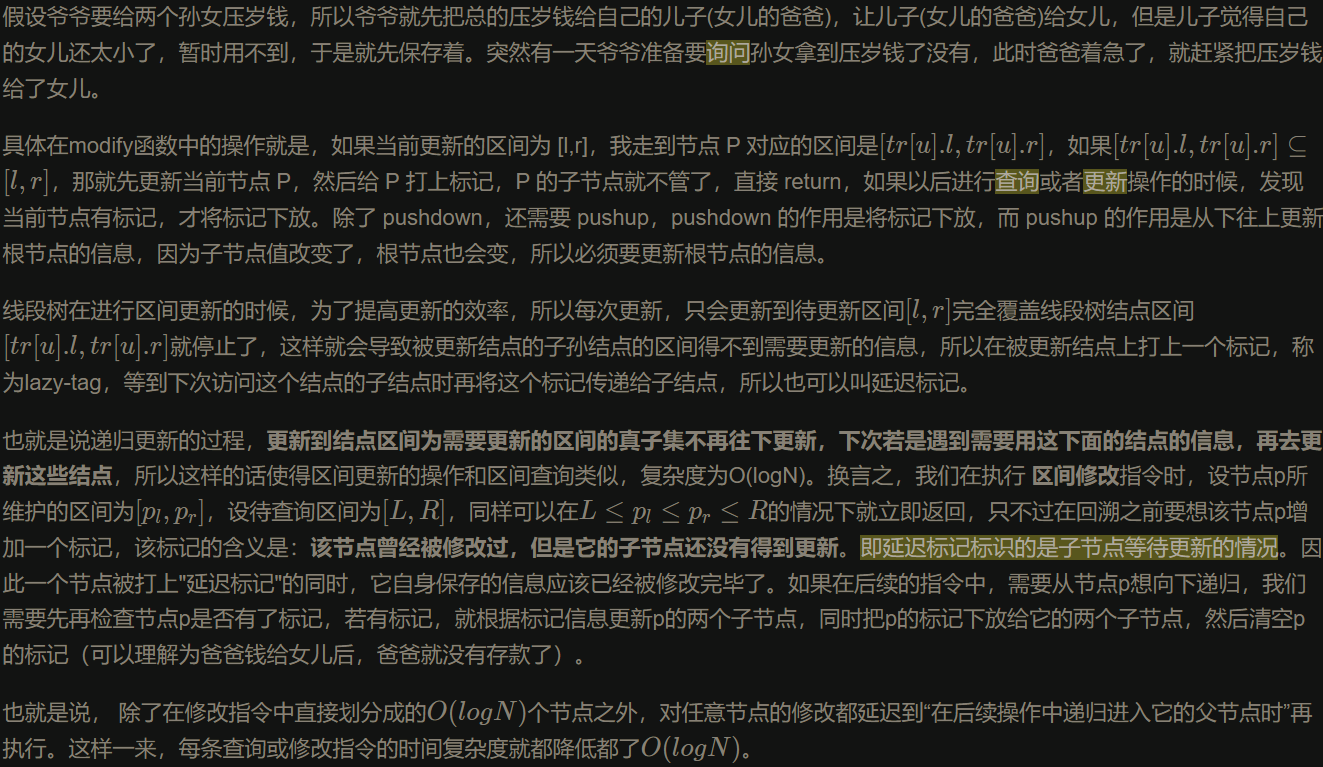 假设爷爷要给两个孙女压岁钱，所以爷爷就先把总的压岁钱给自己的儿子(女儿的爸爸)，让儿子(女儿的爸爸)给女儿，但是儿子觉得自己
的女儿还太小了，暂时用不到，于是就先保存着。突然有一天爷爷准备要询问孙女拿到压岁钱了没有，此时爸爸着急了，就赶紧把压岁钱
给了女儿。
具体在modify函数中的操作就是，如果当前更新的区间为 [l,r]，我走到节点 P 对应的区间是[tr[u].l,tr[u].r]，如果[tr[u].l,tr[u].r]⊆
[l,r]，那就先更新当前节点 P，然后给 P 打上标记，P 的子节点就不管了，直接 return，如果以后进行查询或者更新操作的时候，发现
当前节点有标记，才将标记下放。除了 pushdown，还需要 pushup，pushdown 的作用是将标记下放，而 pushup 的作用是从下往上更新
根节点的信息，因为子节点值改变了，根节点也会变，所以必须要更新根节点的信息。
线段树在进行区间更新的时候，为了提高更新的效率，所以每次更新，只会更新到待更新区间[l,r]完全覆盖线段树结点区间
[tr[u].l,tr[u].r]就停止了，这样就会导致被更新结点的子孙结点的区间得不到需要更新的信息，所以在被更新结点上打上一个标记，称
为lazy-tag，等到下次访问这个结点的子结点时再将这个标记传递给子结点，所以也可以叫延迟标记。
也就是说递归更新的过程，更新到结点区间为需要更新的区间的真子集不再往下更新，下次若是遇到需要用这下面的结点的信息，再去更
新这些结点，所以这样的话使得区间更新的操作和区间查询类似，复杂度为O(logN)。换言之，我们在执行 区间修改指令时，设节点p所
维护的区间为[pₗ,pᵣ]，设待查询区间为[L,R]，同样可以在L ≤ pₗ ≤ pᵣ ≤ R的情况下就立即返回，只不过在回溯之前要想该节点p增
加一个标记，该标记的含义是：该节点曾经被修改过，但是它的子节点还没有得到更新。即延迟标记标识的是子节点等待更新的情况。因
此一个节点被打上"延迟标记"的同时，它自身保存的信息应该已经被修改完毕了。如果在后续的指令中，需要从节点p想向下递归，我们
需要先再检查节点p是否有了标记，若有标记，就根据标记信息更新p的两个子节点，同时把p的标记下放给它的两个子节点，然后清空p
的标记（可以理解为爸爸钱给女儿后，爸爸就没有存款了）。
也就是说， 除了在修改指令中直接划分成的O(logN)个节点之外，对任意节点的修改都延迟到“在后续操作中递归进入它的父节点时”再
执行。这样一来，每条查询或修改指令的时间复杂度就都降低都了O(logN)。